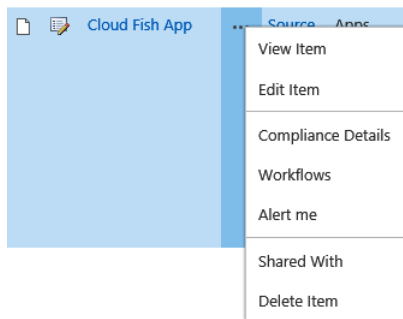 Cloud Fish App ... Source Apps
View Item
Edit Item
Compliance Details
Workflows
Alert me
Shared With
Delete Item